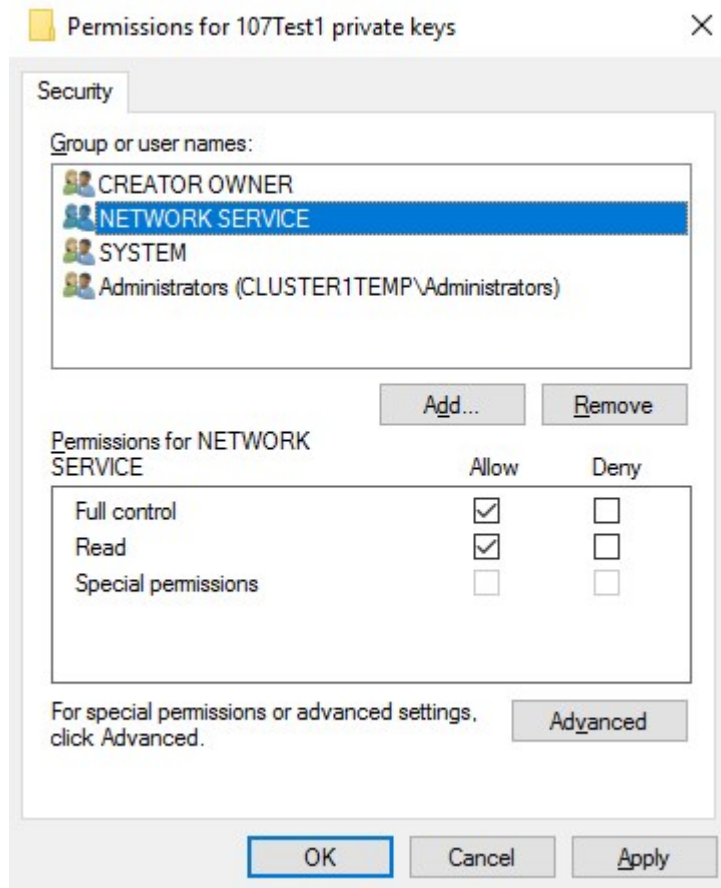 Permissions for 107Test1 private keys
Security
Group or user names:
CREATOR OWNER
NETWORK SERVICE
SYSTEM
Administrators (CLUSTER1TEMP\Administrators)
Add... Remove
Permissions for NETWORK
SERVICE Allow Deny
Full control
Read
Special permissions
For special permissions or advanced settings,
click Advanced.
Advanced
OK Cancel Apply